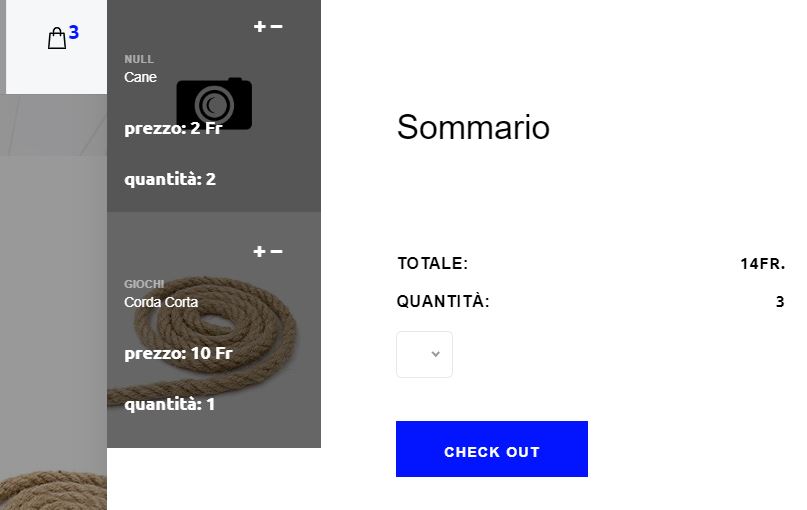 3
+ −
NULL
Cane
prezzo: 2 Fr
quantità: 2
+ −
GIOCHI
Corda Corta
prezzo: 10 Fr
quantità: 1
Sommario
TOTALE: 14FR.
QUANTITÀ: 3
CHECK OUT